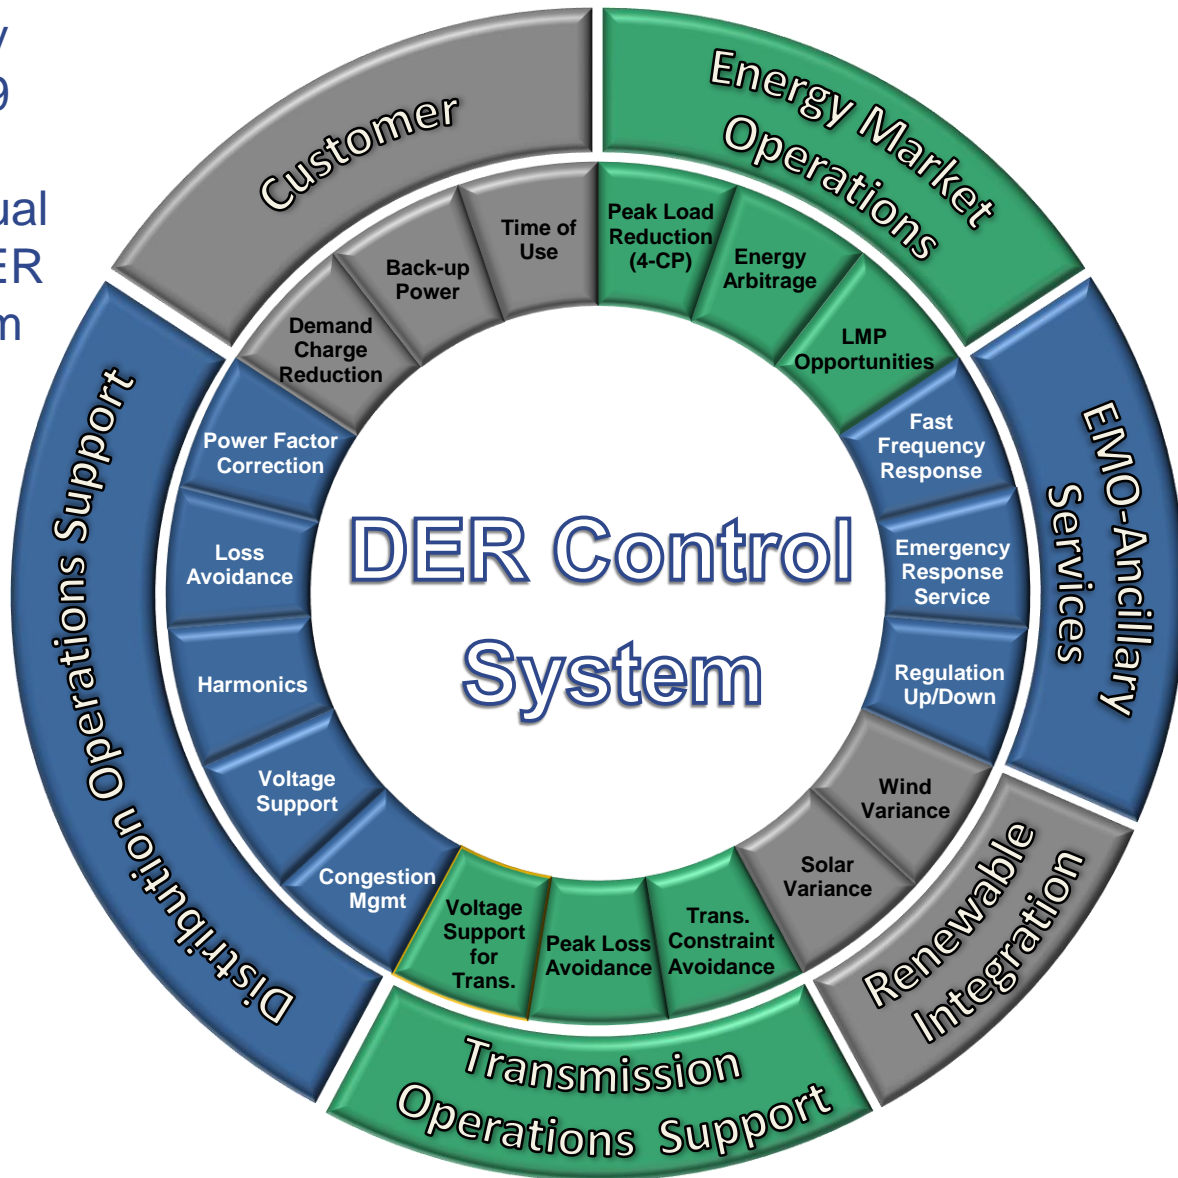 y
9
ual
ER
m
Customer
Energy Market
Operations
EMO-Ancillary
Services
Renewable
Integration
Transmission
Operations Support
Distribution Operations Support
Time of
Use
Back-up
Power
Demand
Charge
Reduction
Peak Load
Reduction
(4-CP)
Energy
Arbitrage
LMP
Opportunities
Fast
Frequency
Response
Emergency
Response
Service
Regulation
Up/Down
Wind
Variance
Solar
Variance
Trans.
Constraint
Avoidance
Peak Loss
Avoidance
Voltage
Support
for
Trans.
Congestion
Mgmt
Voltage
Support
Harmonics
Loss
Avoidance
Power Factor
Correction
DER Control
System